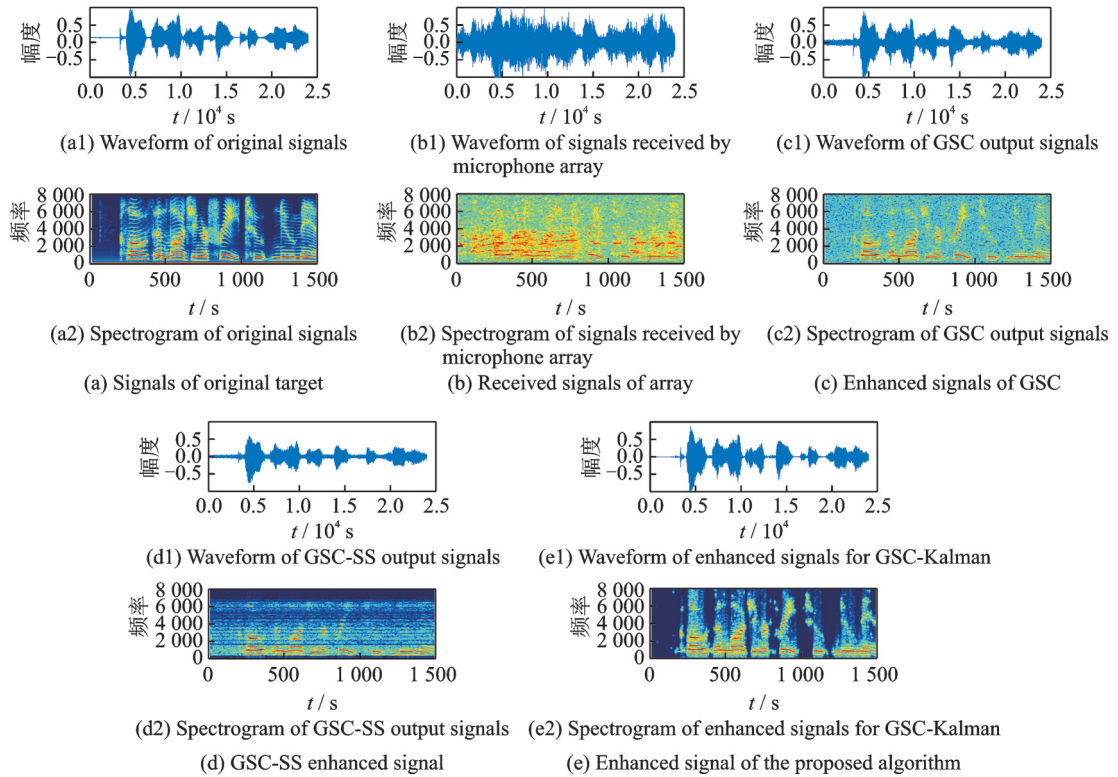 幅度
0.5
0.0
−0.5
0.0 0.5 1.0 1.5 2.0 2.5
t / 10⁴ s
(a1) Waveform of original signals
幅度
0.5
0.0
−0.5
0.0 0.5 1.0 1.5 2.0 2.5
t / 10⁴ s
(b1) Waveform of signals received by
microphone array
幅度
0.5
0.0
−0.5
0.0 0.5 1.0 1.5 2.0 2.5
t / 10⁴ s
(c1) Waveform of GSC output signals
频率
8 000
6 000
4 000
2 000
0
0 500 1 000 1 500
t / s
(a2) Spectrogram of original signals
(a) Signals of original target
频率
8 000
6 000
4 000
2 000
0
0 500 1 000 1 500
t / s
(b2) Spectrogram of signals received by
microphone array
(b) Received signals of array
频率
8 000
6 000
4 000
2 000
0
0 500 1 000 1 500
t / s
(c2) Spectrogram of GSC output signals
(c) Enhanced signals of GSC
幅度
0.5
0.0
−0.5
0.0 0.5 1.0 1.5 2.0 2.5
t / 10⁴ s
(d1) Waveform of GSC-SS output signals
幅度
0.5
0.0
−0.5
0.0 0.5 1.0 1.5 2.0 2.5
t / 10⁴
(e1) Waveform of enhanced signals for GSC-Kalman
频率
8 000
6 000
4 000
2 000
0
0 500 1 000 1 500
t / s
(d2) Spectrogram of GSC-SS output signals
(d) GSC-SS enhanced signal
频率
8 000
6 000
4 000
2 000
0
0 500 1 000 1 500
t / s
(e2) Spectrogram of enhanced signals for GSC-Kalman
(e) Enhanced signal of the proposed algorithm